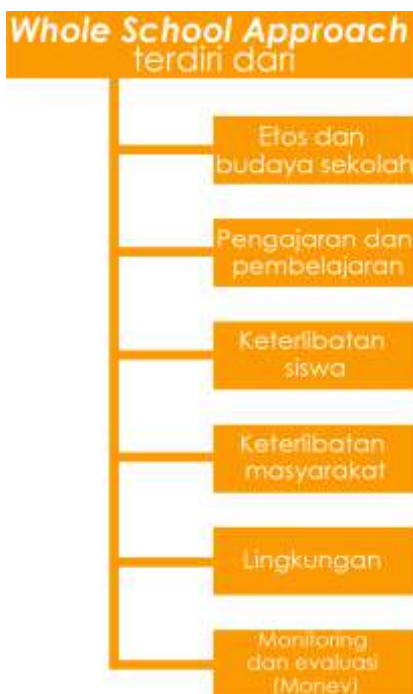 Whole School Approach
terdiri dari
Etos dan
budaya sekolah
Pengajaran dan
pembelajaran
Keterlibatan
siswa
Keterlibatan
masyarakat
Lingkungan
Monitoring
dan evaluasi
(Monev)